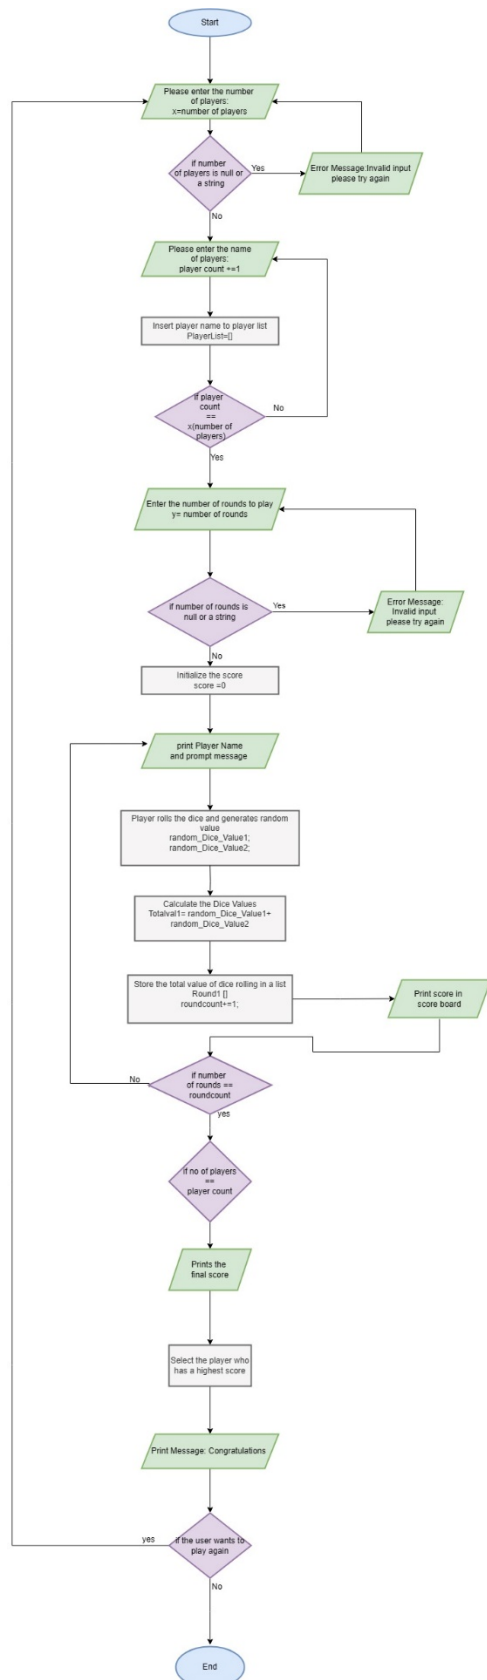 Start
Please enter the number
of players:
x=number of players
if number
of players is null or
a string
Yes
Error Message:Invalid input
please try again
No
Please enter the name
of players:
player count +=1
Insert player name to player list
PlayerList=[]
if player
count
==
x(number of
players)
No
Yes
Enter the number of rounds to play
y= number of rounds
if number of rounds is
null or a string
Yes
Error Message:
Invalid input
please try again
No
Initialize the score
score =0
print Player Name
and prompt message
Player rolls the dice and generates random
value
random_Dice_Value1;
random_Dice_Value2;
Calculate the Dice Values
Totalval1= random_Dice_Value1+
random_Dice_Value2
Store the total value of dice rolling in a list
Round1 []
roundcount+=1;
Print score in
score board
if number
of rounds ==
roundcount
No
yes
if no of players
==
player count
Prints the
final score
Select the player who
has a highest score
Print Message: Congratulations
if the user wants to
play again
yes
No
End